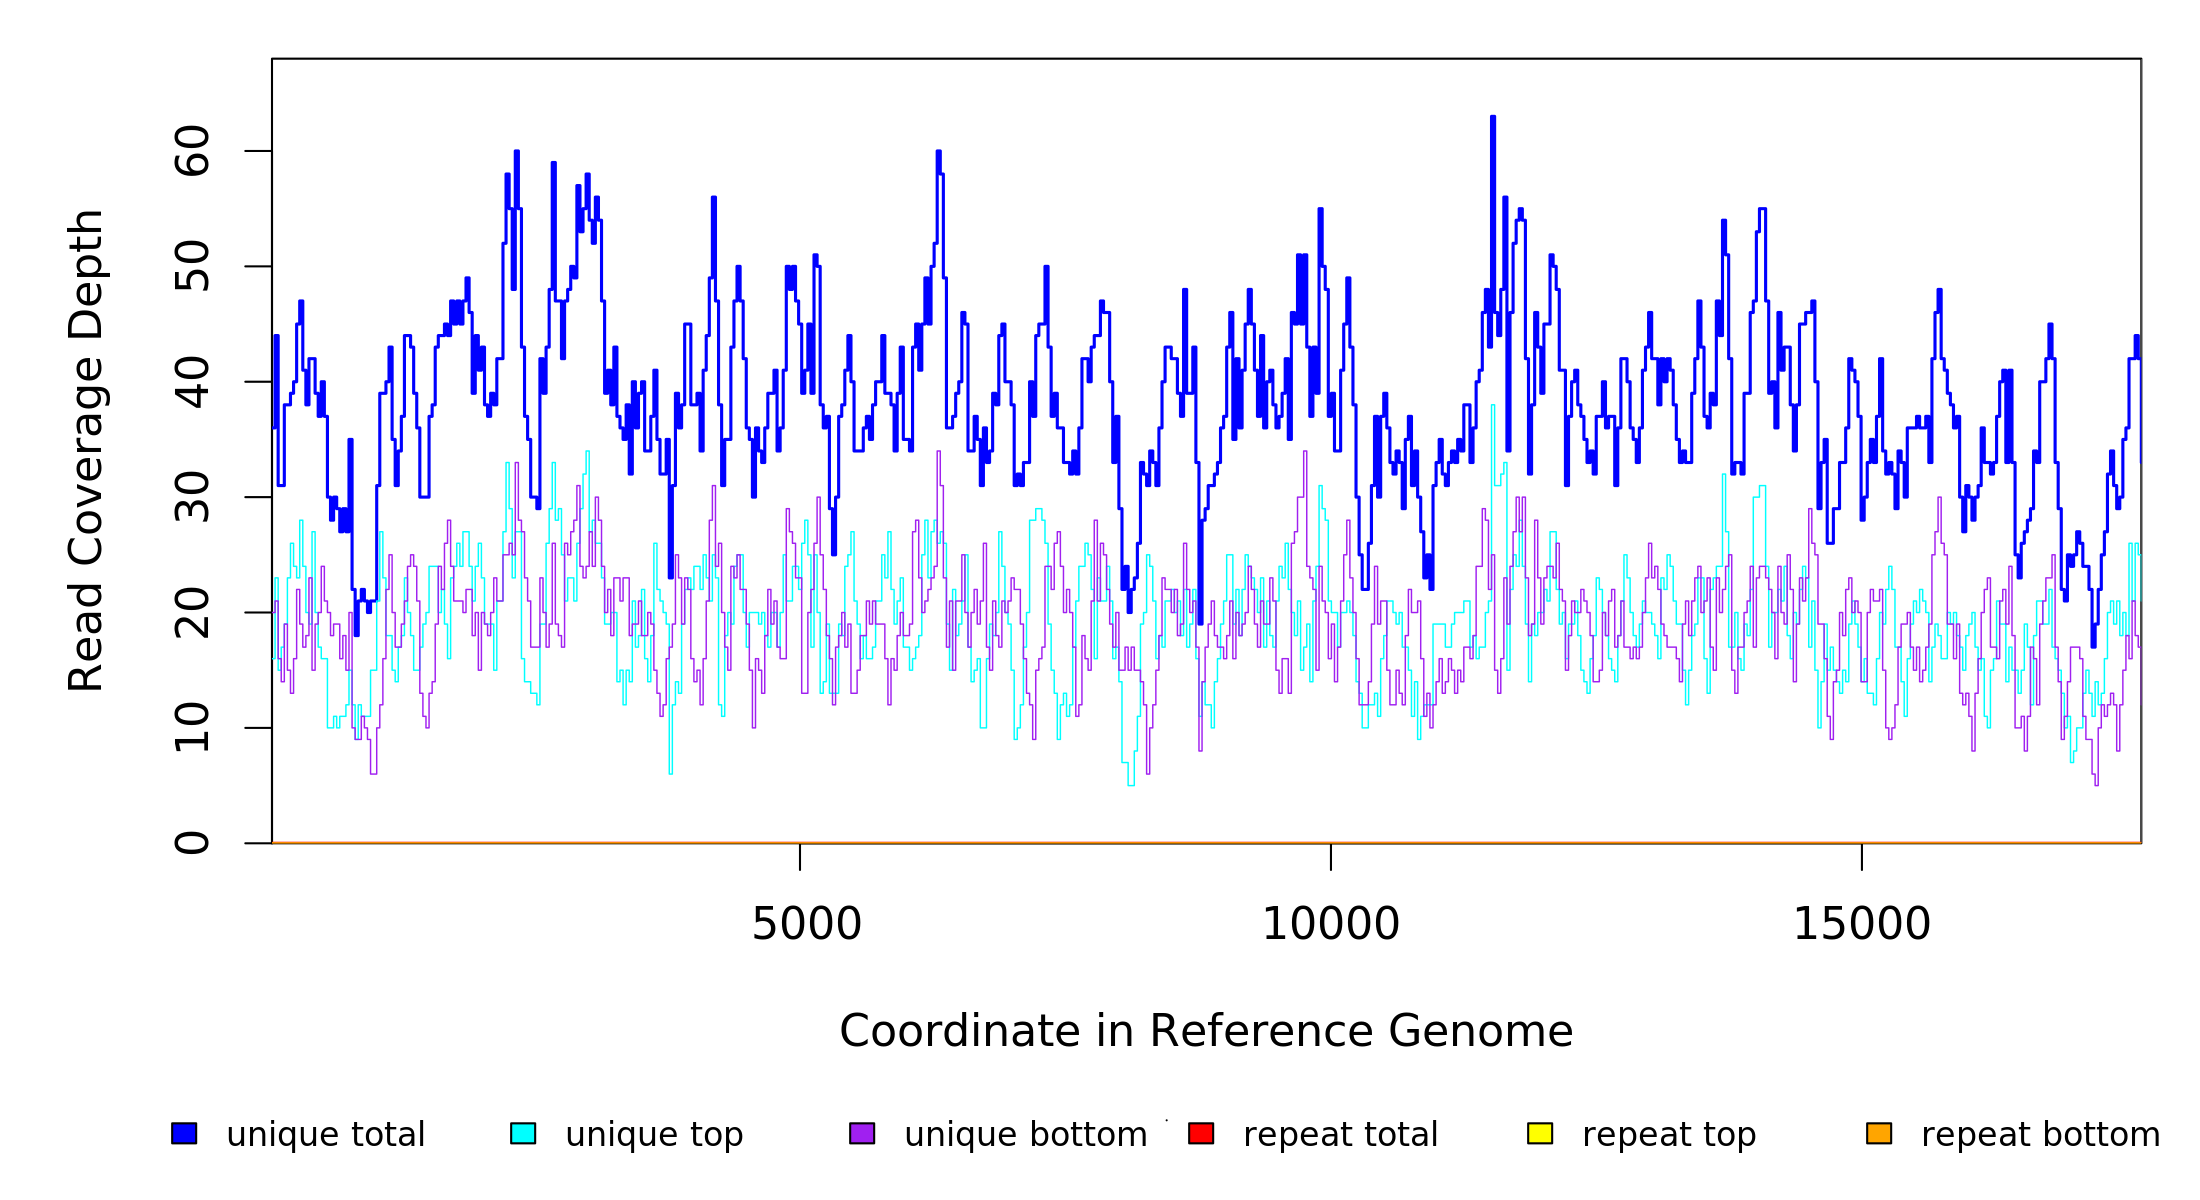 Read Coverage Depth
60
50
40
30
20
10
0
5000 10000 15000
Coordinate in Reference Genome
unique total unique top unique bottom repeat total repeat top repeat bottom